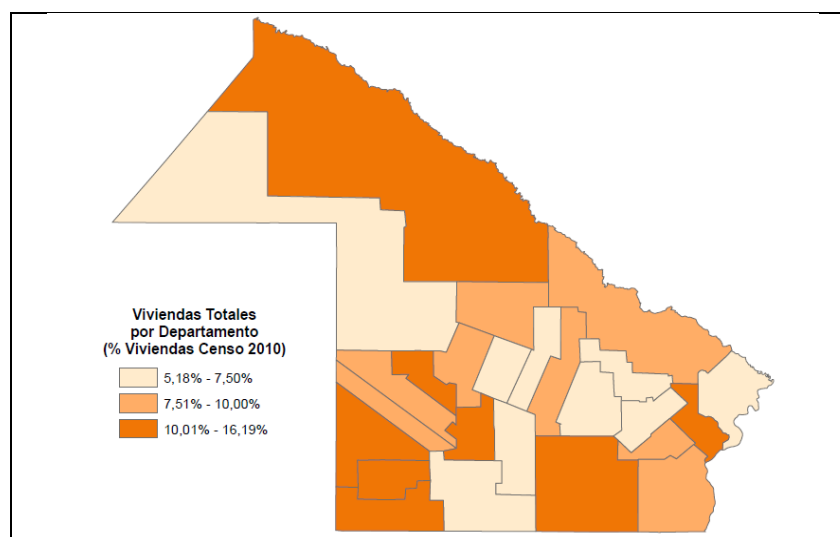 Viviendas Totales
por Departamento
(% Viviendas Censo 2010)
5,18% - 7,50%
7,51% - 10,00%
10,01% - 16,19%